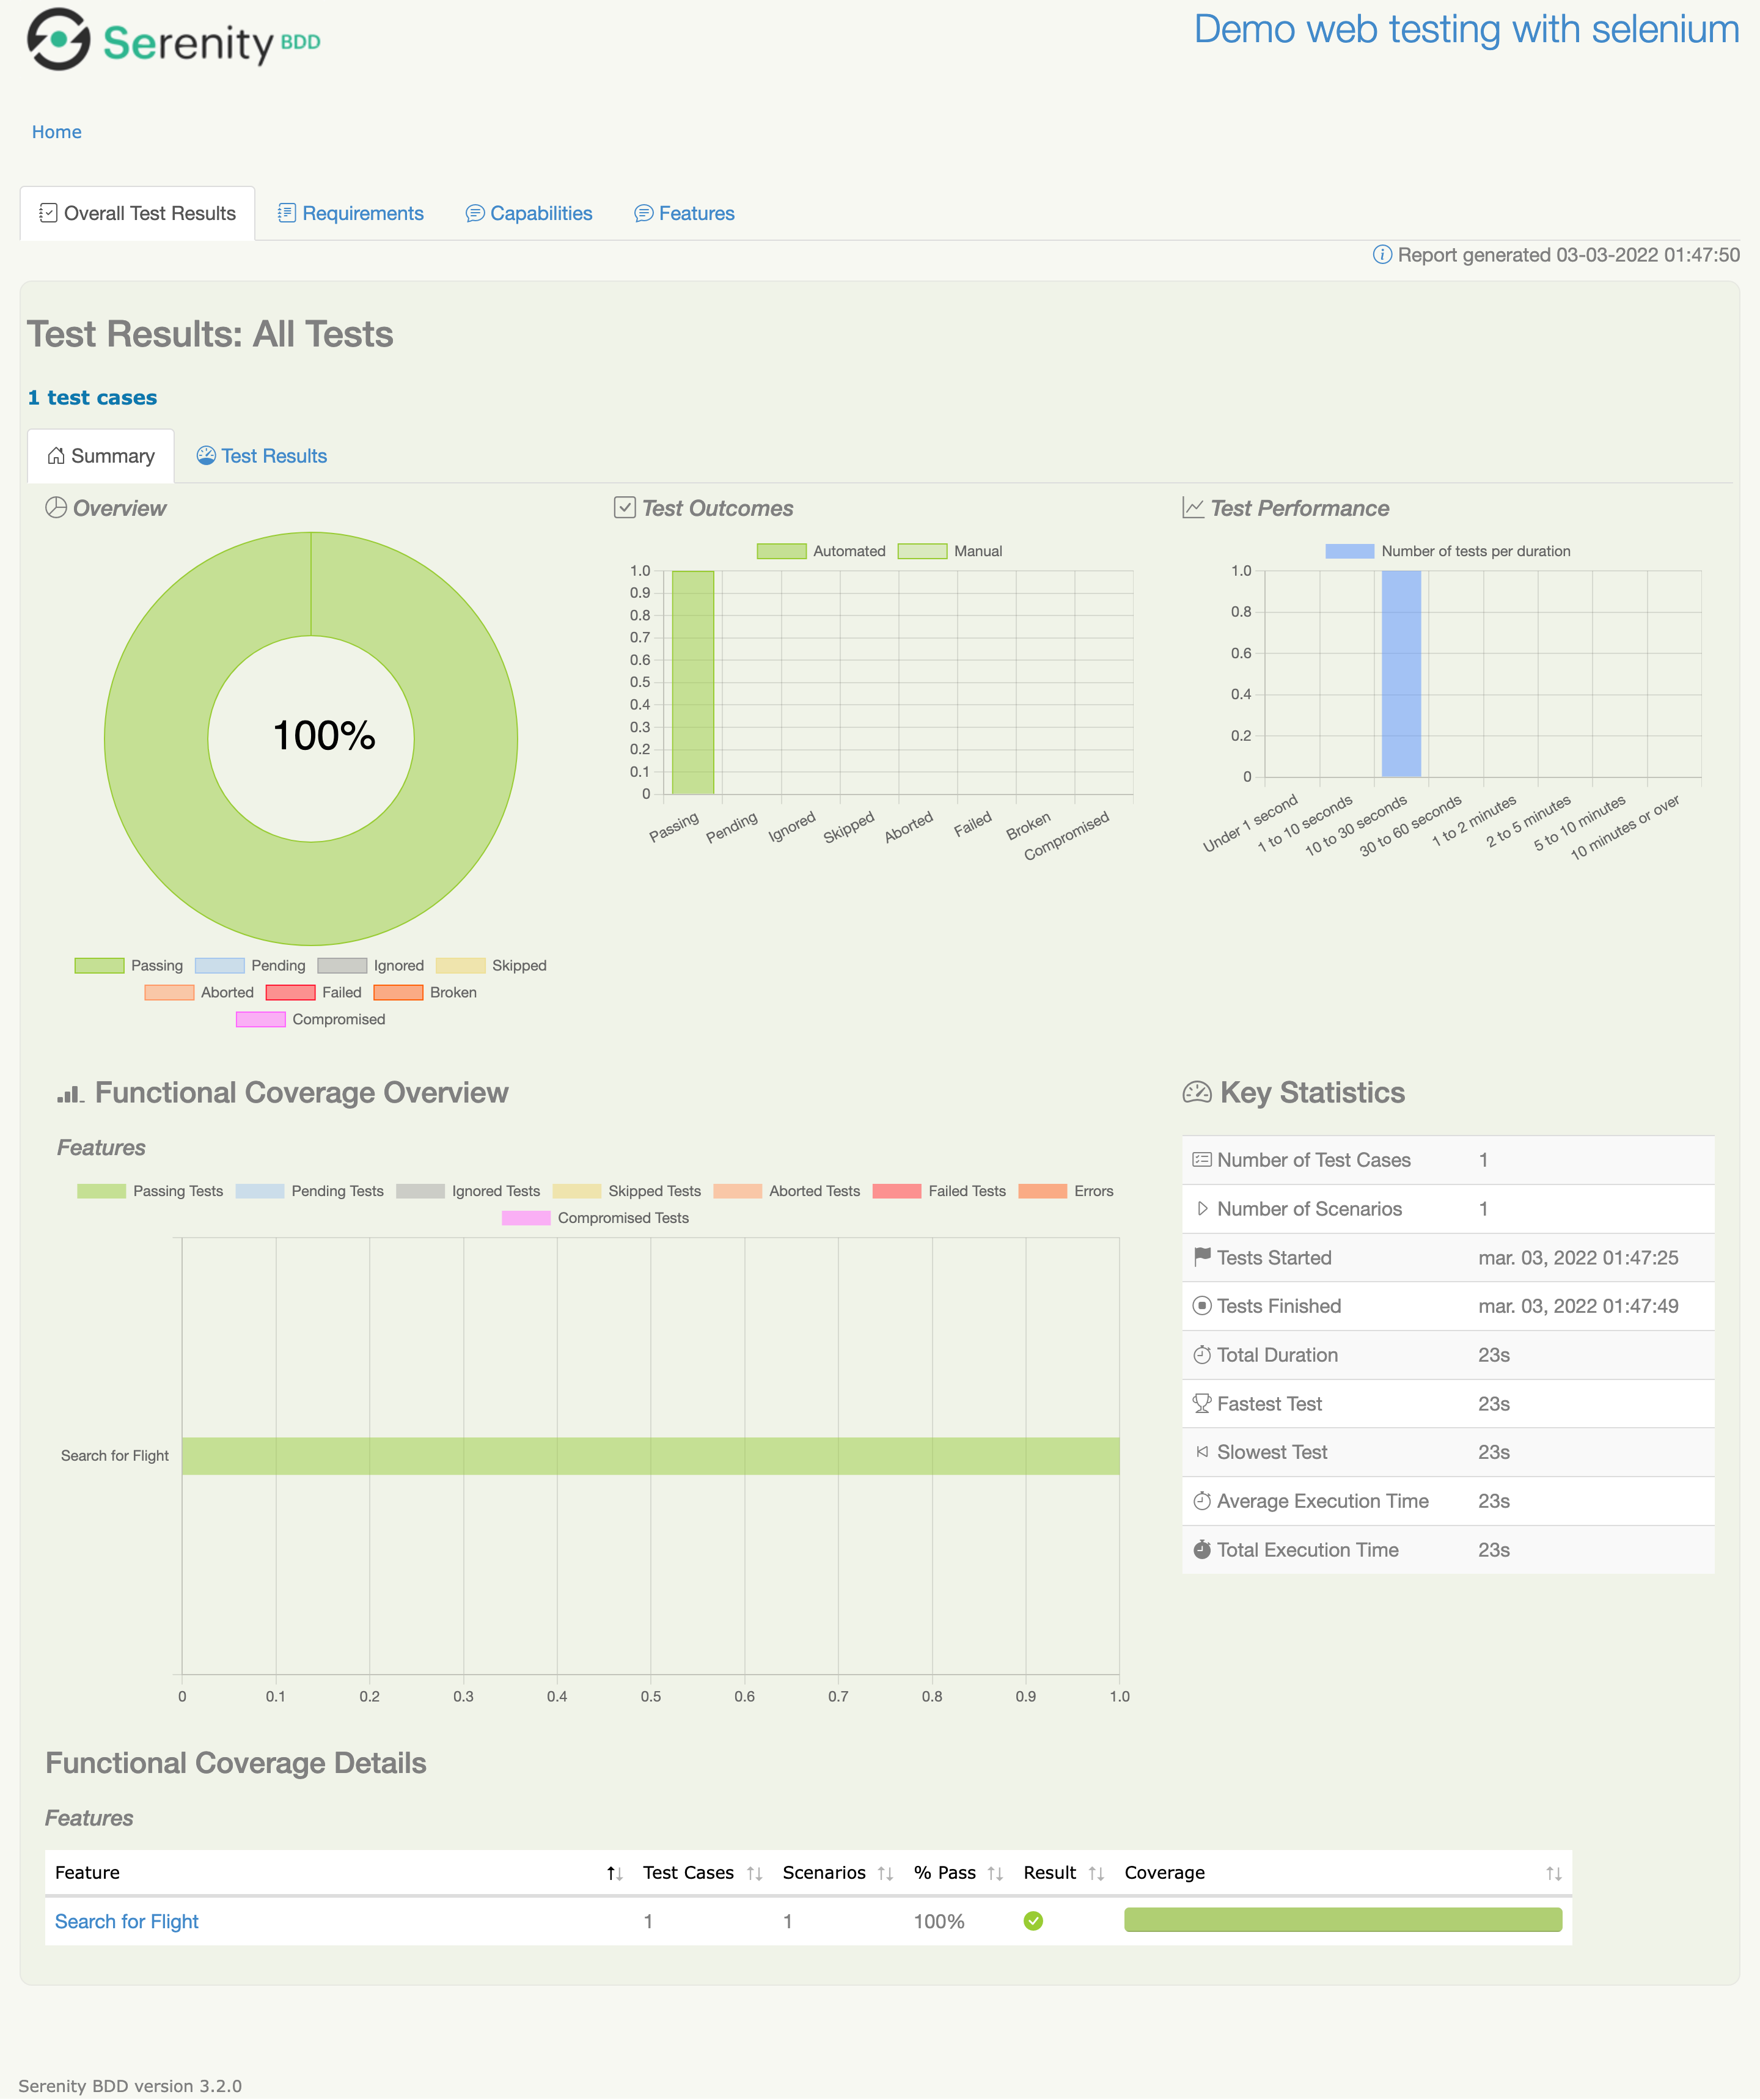 Serenity BDD
Demo web testing with selenium
Home
Overall Test Results
Requirements
Capabilities
Features
Report generated 03-03-2022 01:47:50
Test Results: All Tests
1 test cases
Summary
Test Results
Overview
100%
Passing Pending Ignored Skipped
Aborted Failed Broken
Compromised
Test Outcomes
Automated Manual
1.0
0.9
0.8
0.7
0.6
0.5
0.4
0.3
0.2
0.1
0
Passing Pending Ignored Skipped Aborted Failed Broken Compromised
Test Performance
Number of tests per duration
1.0
0.8
0.6
0.4
0.2
0
Under 1 second 1 to 10 seconds 10 to 30 seconds 30 to 60 seconds 1 to 2 minutes 2 to 5 minutes 5 to 10 minutes 10 minutes or over
Functional Coverage Overview
Features
Passing Tests Pending Tests Ignored Tests Skipped Tests Aborted Tests Failed Tests Errors
Compromised Tests
Search for Flight
0 0.1 0.2 0.3 0.4 0.5 0.6 0.7 0.8 0.9 1.0
Key Statistics
Number of Test Cases 1
Number of Scenarios 1
Tests Started mar. 03, 2022 01:47:25
Tests Finished mar. 03, 2022 01:47:49
Total Duration 23s
Fastest Test 23s
Slowest Test 23s
Average Execution Time 23s
Total Execution Time 23s
Functional Coverage Details
Features
Feature Test Cases Scenarios % Pass Result Coverage
Search for Flight 1 1 100%
Serenity BDD version 3.2.0